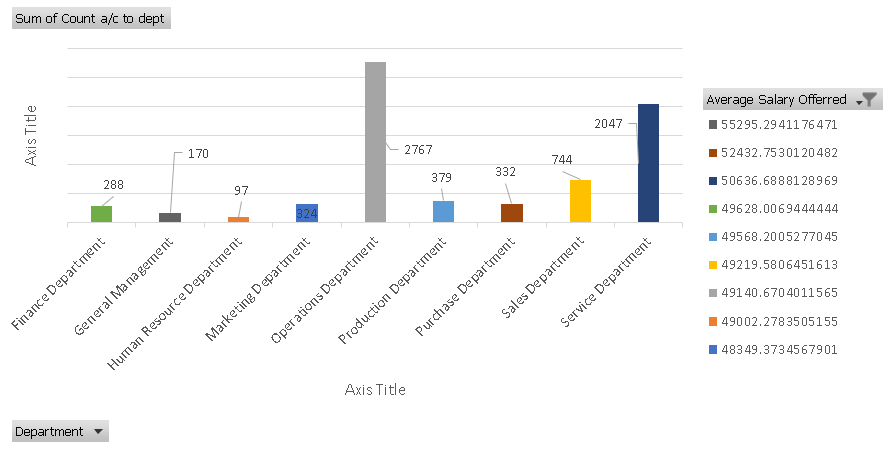 Sum of Count a/c to dept
Axis Title
288
170
97
324
2767
379
332
744
2047
Finance Department
General Management
Human Resource Department
Marketing Department
Operations Department
Production Department
Purchase Department
Sales Department
Service Department
Axis Title
Average Salary Offerred
55295.2941176471
52432.7530120482
50636.6888128969
49628.0069444444
49568.2005277045
49219.5806451613
49140.6704011565
49002.2783505155
48349.3734567901
Department